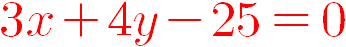 3x + 4y − 25 = 0